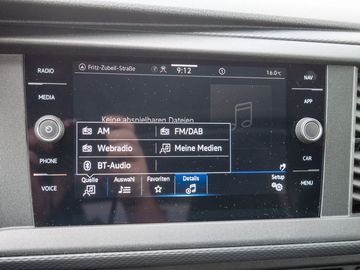 RADIO
MEDIA
PHONE
VOICE
Fritz-Zubeil-Straße
9:12
16.0°C
Keine abspielbaren Dateien
AM
FM/DAB
Webradio
Meine Medien
BT-Audio
Quelle
Auswahl
Favoriten
Details
Setup
NAV
APP
CAR
MENU